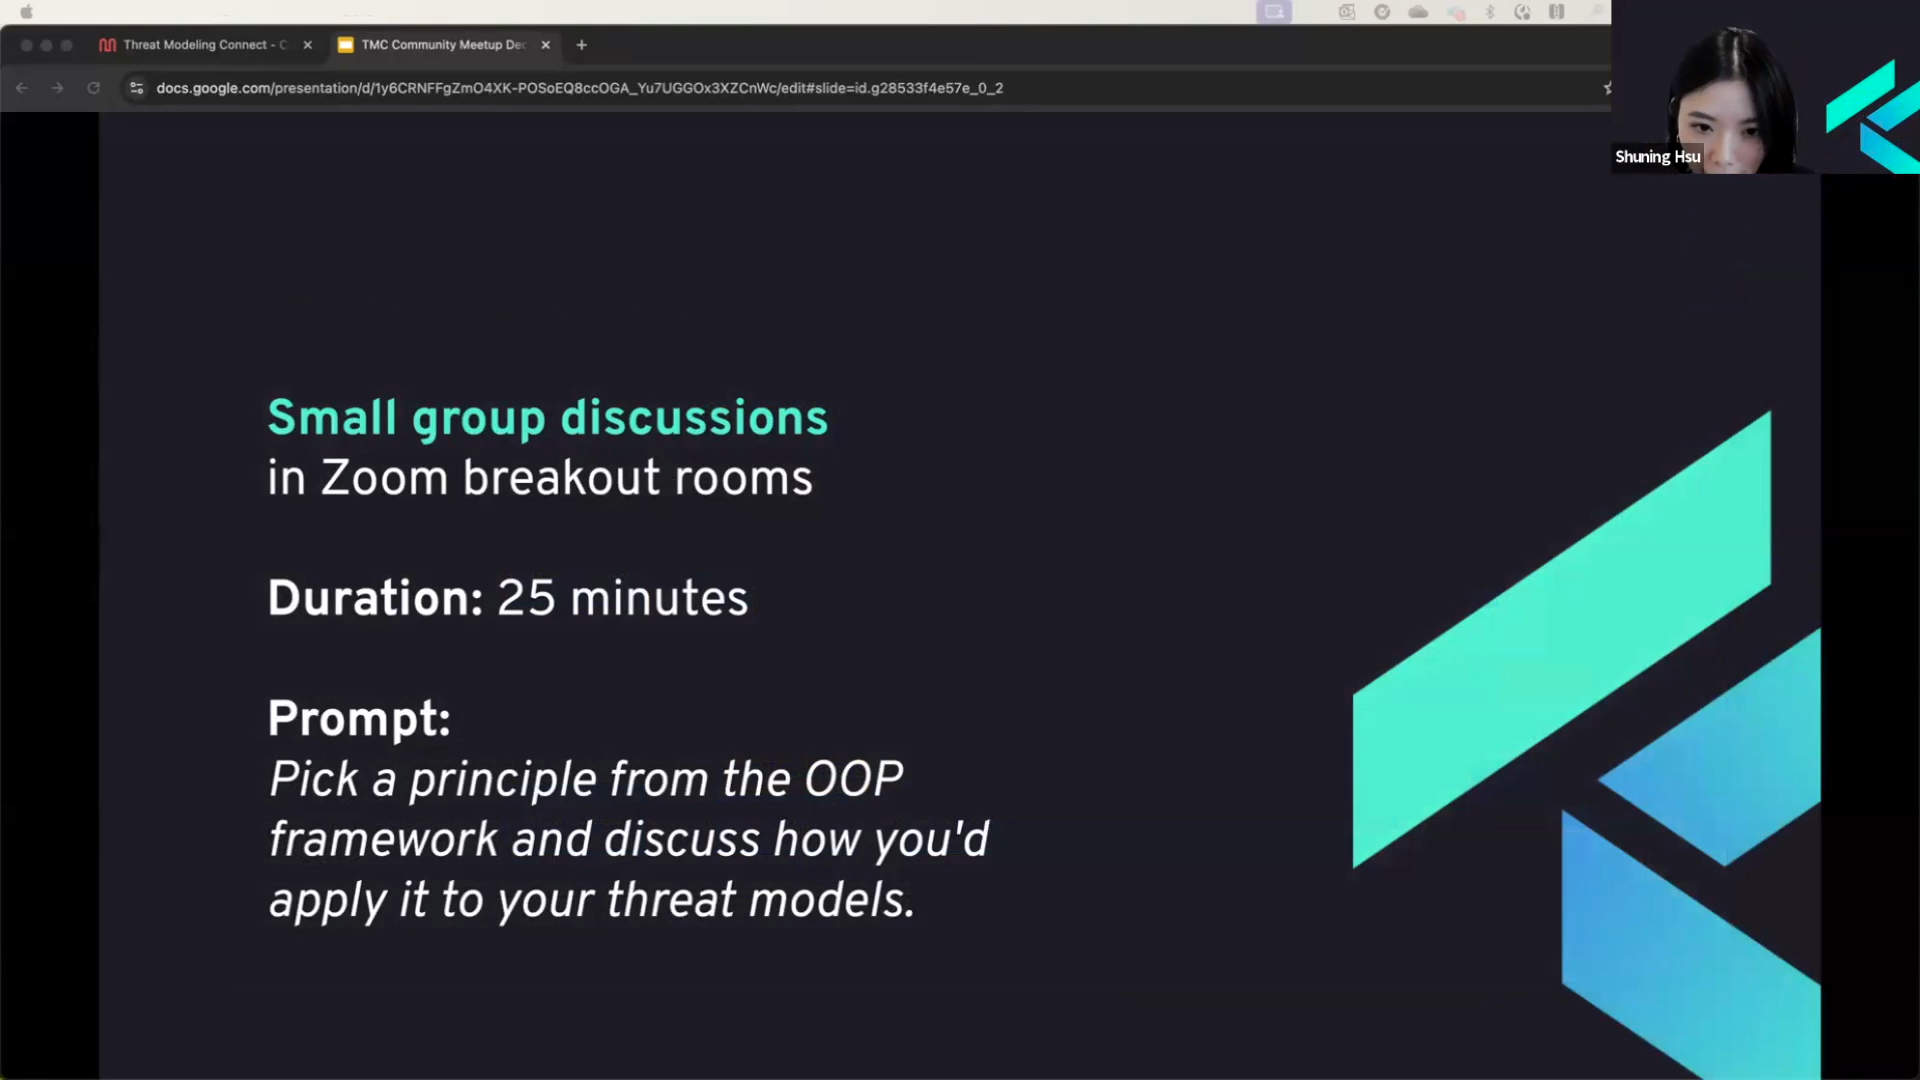 Threat Modeling Connect - C
TMC Community Meetup Dec
docs.google.com/presentation/d/1y6CRNFFgZmO4XK-POSoEQ8ccOGA_Yu7UGGOx3XZCnWc/edit#slide=id.g28533f4e57e_0_2
Shuning Hsu
Small group discussions
in Zoom breakout rooms
Duration: 25 minutes
Prompt:
Pick a principle from the OOP
framework and discuss how you'd
apply it to your threat models.